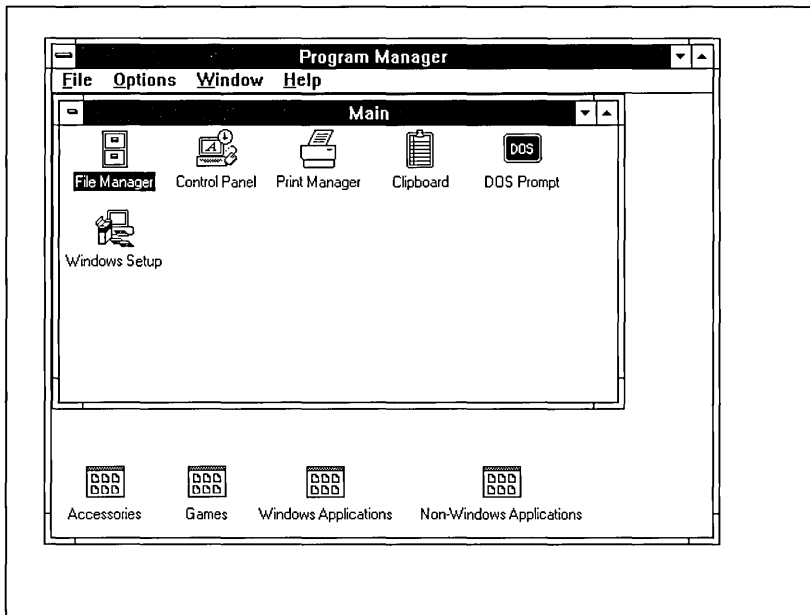 Program Manager
File Options Window Help
Main
File Manager Control Panel Print Manager Clipboard DOS Prompt
DOS
Windows Setup
Accessories Games Windows Applications Non-Windows Applications